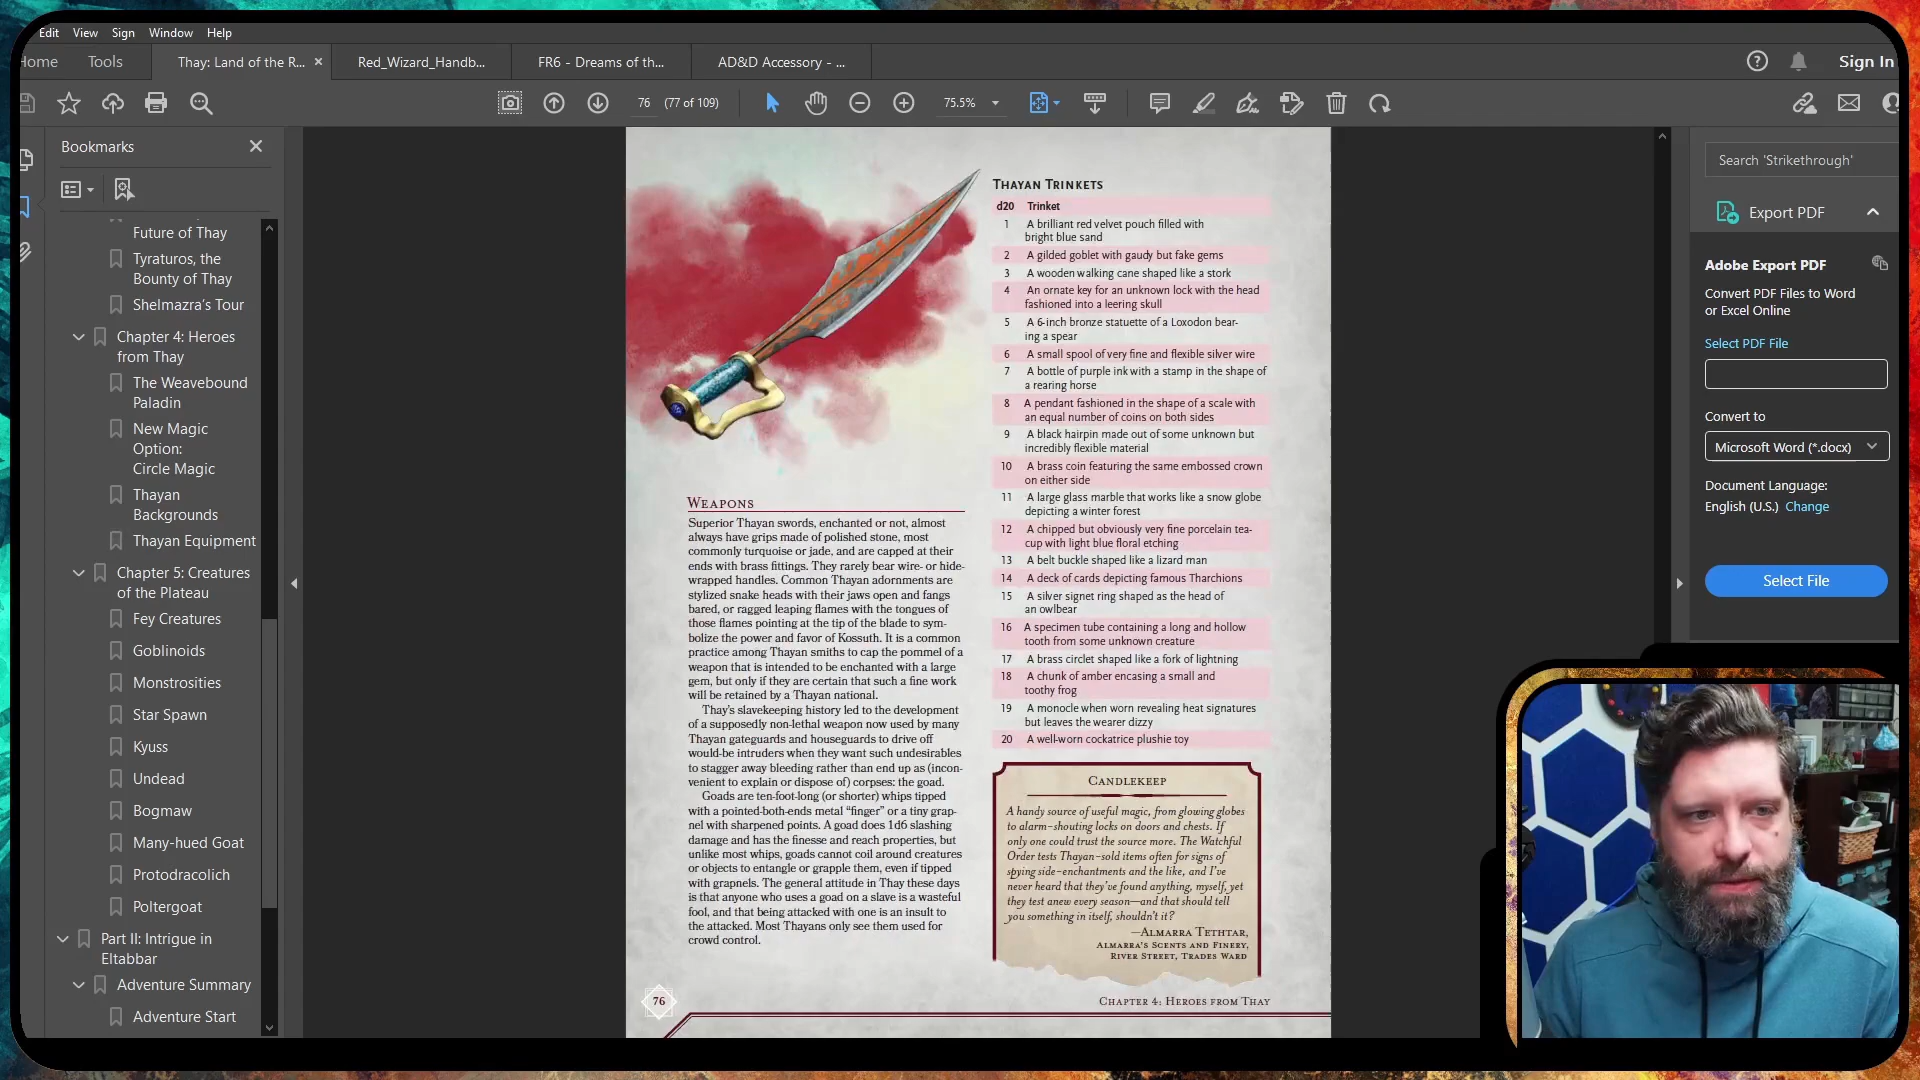 Edit View Sign Window Help
Home Tools Thay: Land of the R... Red_Wizard_Handb... FR6 - Dreams of th... AD&D Accessory - ... Sign In
76 (77 of 109) 75.5%
Bookmarks
Future of Thay
Tyraturos, the
Bounty of Thay
Shelmazra's Tour
Chapter 4: Heroes
from Thay
The Weavebound
Paladin
New Magic
Option:
Circle Magic
Thayan
Backgrounds
Thayan Equipment
Chapter 5: Creatures
of the Plateau
Fey Creatures
Goblinoids
Monstrosities
Star Spawn
Kyuss
Undead
Bogmaw
Many-hued Goat
Protodracolich
Poltergoat
Part II: Intrigue in
Eltabbar
Adventure Summary
Adventure Start
Weapons
Superior Thayan swords, enchanted or not, almost
always have grips made of polished stone, most
commonly turquoise or jade, and are capped at their
ends with brass fittings. They rarely bear wire- or hide-
wrapped handles. Common Thayan adornments are
stylized snake heads with their jaws open and fangs
bared, or ragged leaping flames with the tongues of
those flames pointing at the tip of the blade to sym-
bolize the power and favor of Kossuth. It is a common
practice among Thayan smiths to cap the pommel of a
weapon that is intended to be enchanted with a large
gem, but only if they are certain that such a fine work
will be retained by a Thayan national.
Thay's slavekeeping history led to the development
of a supposedly non-lethal weapon now used by many
Thayan gateguards and houseguards to drive off
would-be intruders when they want such undesirables
to stagger away bleeding rather than end up as (incon-
venient to explain or dispose of) corpses: the goad.
Goads are ten-foot-long (or shorter) whips tipped
with a pointed-both-ends metal “finger” or a tiny grap-
nel with sharpened points. A goad does 1d6 slashing
damage and has the finesse and reach properties, but
unlike most whips, goads cannot coil around creatures
or objects to entangle or grapple them, even if tipped
with grapnels. The general attitude in Thay these days
is that anyone who uses a goad on a slave is a wasteful
fool, and that being attacked with one is an insult to
the attacked. Most Thayans only see them used for
crowd control.
Thayan Trinkets
d20 Trinket
1 A brilliant red velvet pouch filled with
bright blue sand
2 A gilded goblet with gaudy but fake gems
3 A wooden walking cane shaped like a stork
4 An ornate key for an unknown lock with the head
fashioned into a leering skull
5 A 6-inch bronze statuette of a Loxodon bear-
ing a spear
6 A small spool of very fine and flexible silver wire
7 A bottle of purple ink with a stamp in the shape of
a rearing horse
8 A pendant fashioned in the shape of a scale with
an equal number of coins on both sides
9 A black hairpin made out of some unknown but
incredibly flexible material
10 A brass coin featuring the same embossed crown
on either side
11 A large glass marble that works like a snow globe
depicting a winter forest
12 A chipped but obviously very fine porcelain tea-
cup with light blue floral etching
13 A belt buckle shaped like a lizard man
14 A deck of cards depicting famous Tharchions
15 A silver signet ring shaped as the head of
an owlbear
16 A specimen tube containing a long and hollow
tooth from some unknown creature
17 A brass circlet shaped like a fork of lightning
18 A chunk of amber encasing a small and
toothy frog
19 A monocle when worn revealing heat signatures
but leaves the wearer dizzy
20 A well-worn cockatrice plushie toy
Candlekeep
A handy source of useful magic, from glowing globes
to alarm-shouting locks on doors and chests. If
only one could trust the source more. The Watchful
Order tests Thayan-sold items often for signs of
spying side-enchantments and the like, and I've
never heard that they've found anything, myself, yet
they test anew every season—and that should tell
you something in itself, shouldn't it?
—Almarra Tethtar,
Almarra's Scents and Finery,
River Street, Trades Ward
76
Chapter 4: Heroes from Thay
Search 'Strikethrough'
Export PDF
Adobe Export PDF
Convert PDF Files to Word
or Excel Online
Select PDF File
Convert to
Microsoft Word (*.docx)
Document Language:
English (U.S.) Change
Select File